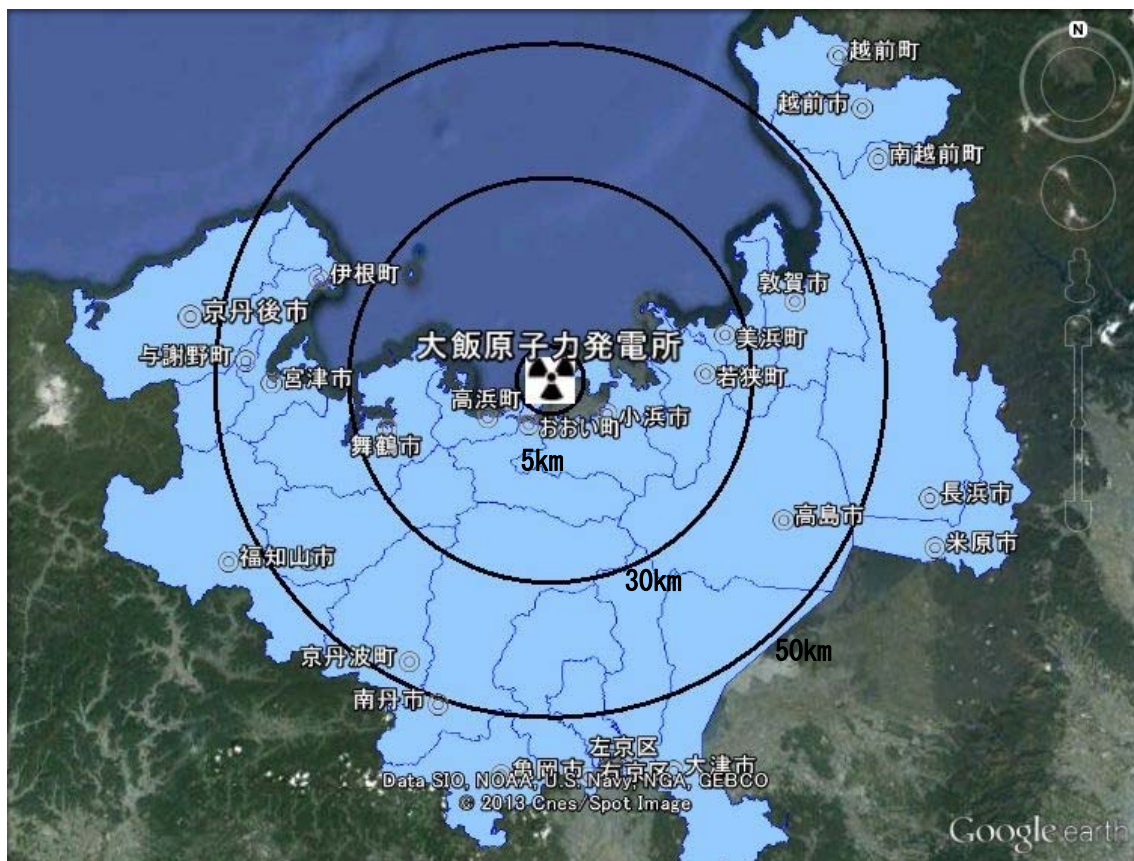 N
越前町
越前市
南越前町
伊根町
敦賀市
京丹後市
美浜町
大飯原子力発電所
与謝野町
宮津市
若狭町
高浜町
小浜市
おおい町
舞鶴市
5km
長浜市
高島市
米原市
福知山市
30km
50km
京丹波町
南丹市
左京区
亀岡市
右京区
大津市
Data SIO, NOAA, U.S. Navy, NGA, GEBCO
© 2013 Cnes/Spot Image
Google earth